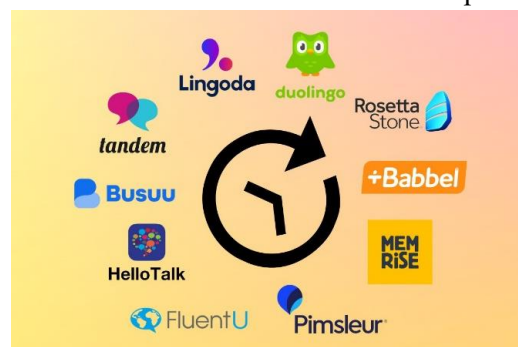 Lingoda
duolingo
Rosetta
Stone
tandem
+Babbel
Busuu
MEM
RiSE
HelloTalk
FluentU
Pimsleur